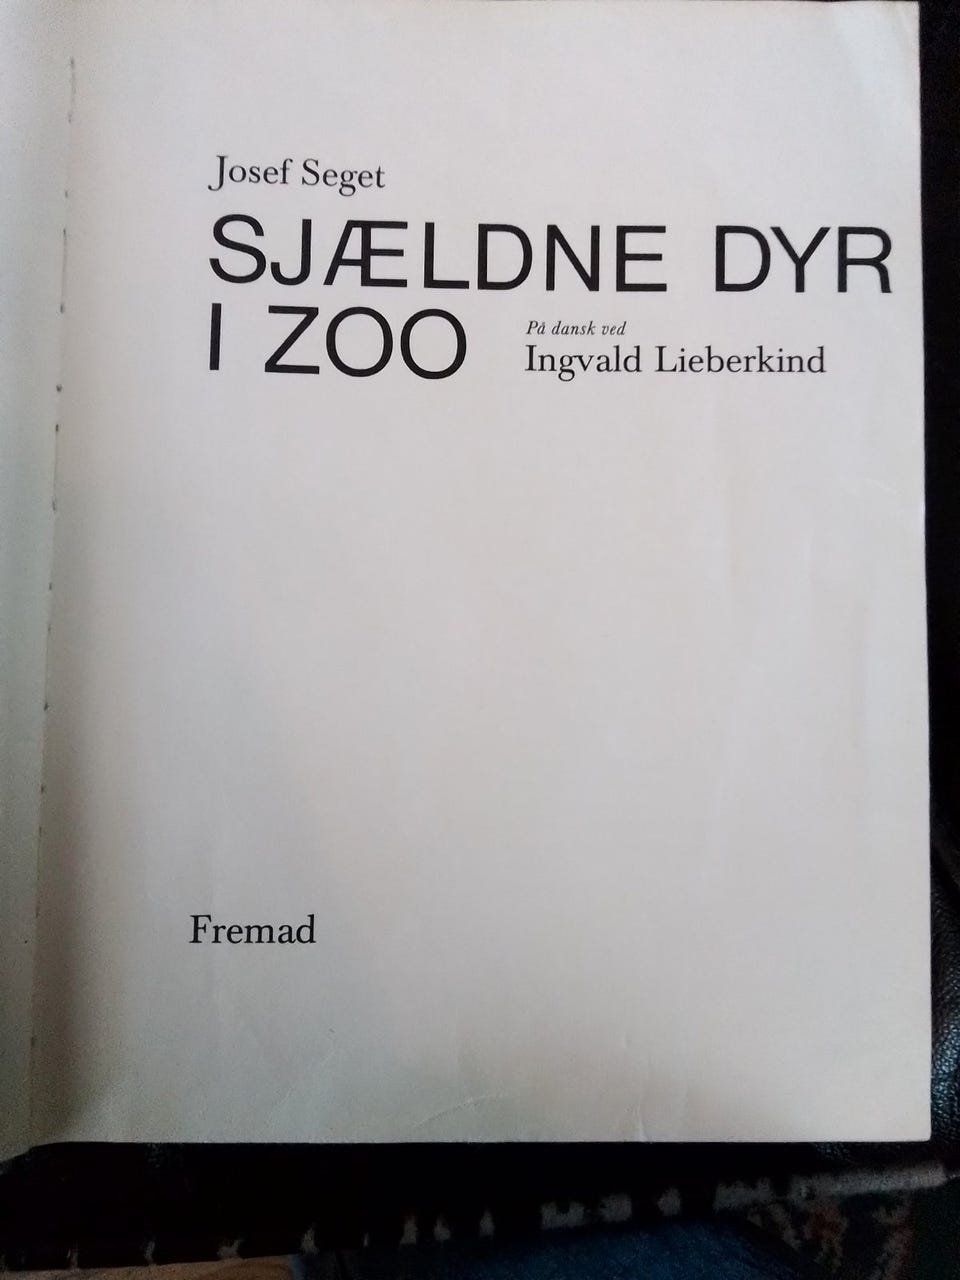 Josef Seget
SJÆLDNE DYR
I ZOO
På dansk ved
Ingvald Lieberkind
Fremad